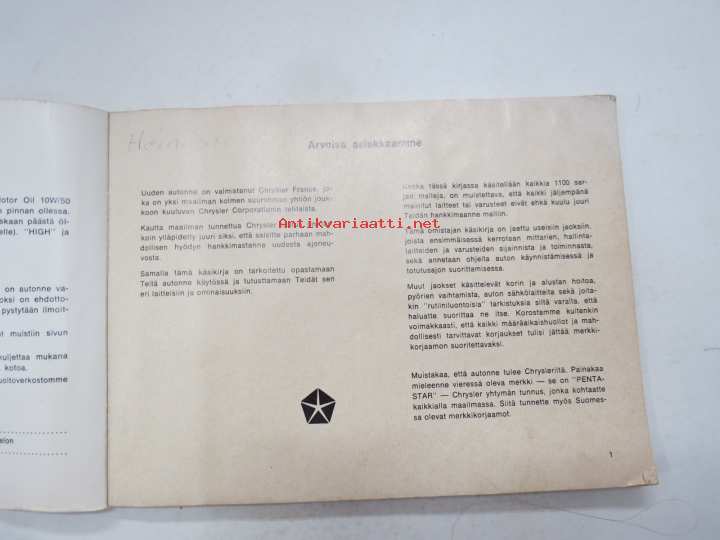 otor Oil 10W/50
n pinnan ollessa.
skaan päästä öl-
elle). "HIGH" ja
on autonne va-
oksi on ehdotto-
pystytään ilmoit-
t muistiin sivun
kuljettaa mukana
kotoa.
uoltoverkostomme
elon
Arvoisa asiakkaamme
Uuden autonne on valmistanut Chrysler France, jo-
ka on yksi maailman kolmen suurimman yhtiön jouk-
koon kuuluvan Chrysler Corporationin tehtaista.
Kautta maailman tunnettua Chrysler
koin ylläpidetty juuri siksi, että saisitte parhaan mah-
dollisen hyödyn hankkimastanne uudesta ajoneu-
vosta.
Samalla tämä käsikirja on tarkoitettu opastamaan
Teitä autonne käytössä ja tutustamaan Teidät sen
eri laitteisiin ja ominaisuuksiin.
Koska tässä kirjassa käsitellään kaikkia 1100 sar-
jan malleja, on muistettava, että kaikki jäljempänä
mainitut laitteet tai varusteet eivät ehkä kuulu juuri
Teidän hankkimaanne malliin.
Tämä omistajan käsikirja on jaettu useisiin jaoksiin,
joista ensimmäisessä kerrotaan mittarien, hallinta-
laitteiden ja varusteiden sijainnista ja toiminnasta,
sekä annetaan ohjeita auton käynnistämisessä ja
totutusajon suorittamisessa.
Muut jaokset käsittelevät korin ja alustan hoitoa,
pyörien vaihtamista, auton sähkölaitteita sekä joita-
kin "rutiiniluontoisia" tarkistuksia siltä varalta, että
haluatte suorittaa ne itse. Korostamme kuitenkin
voimakkaasti, että kaikki määräaikaishuollot ja mah-
dollisesti tarvittavat korjaukset tulisi jättää merkki-
korjaamon suoritettavaksi.
Muistakaa, että autonne tulee Chrysleriltä. Painakaa
mieleenne vieressä oleva merkki — se on "PENTA-
STAR" — Chrysler yhtymän tunnus, jonka kohtaatte
kaikkialla maailmassa. Siitä tunnette myös Suomes-
sa olevat merkkikorjaamot.
1
Antikvariaatti.net